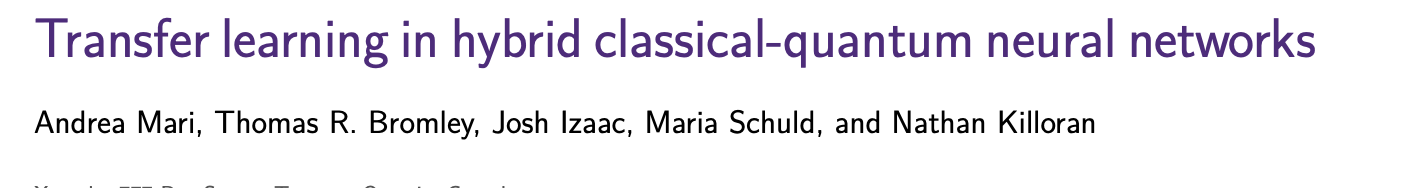 Transfer learning in hybrid classical-quantum neural networks
Andrea Mari, Thomas R. Bromley, Josh Izaac, Maria Schuld, and Nathan Killoran